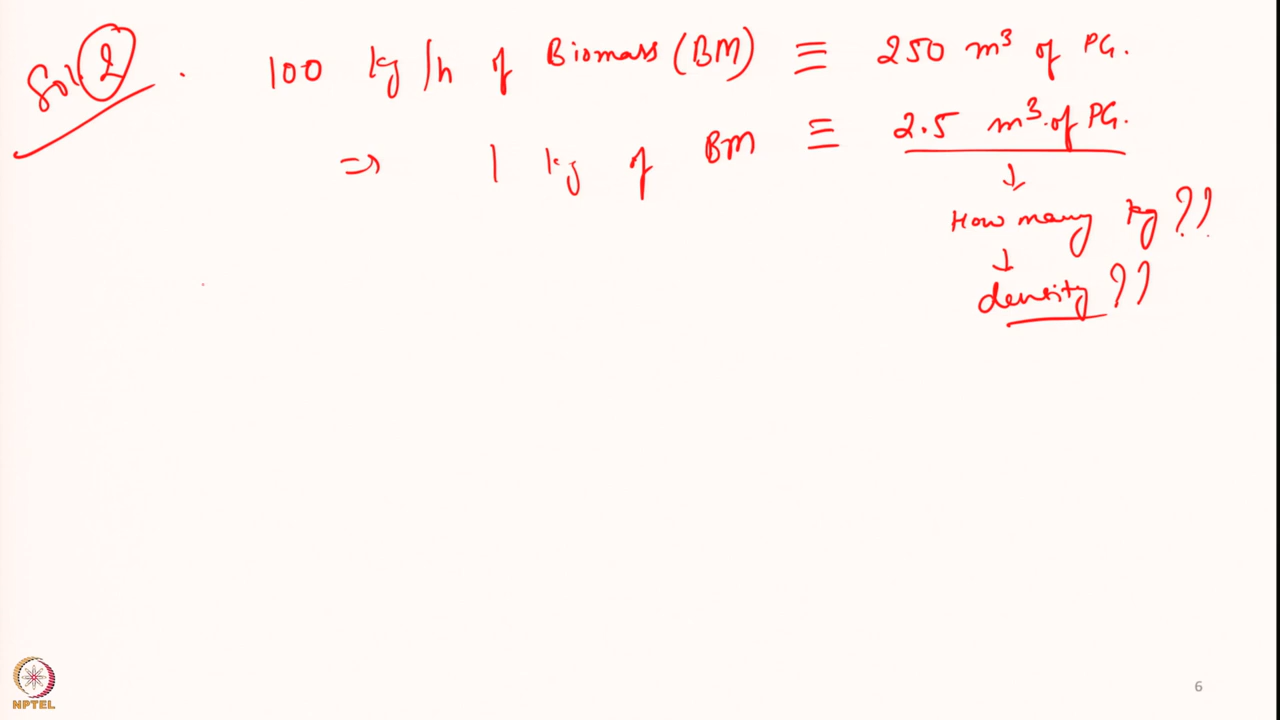 Sol. 2. 100 kg/h of Biomass (BM) ≡ 250 m³ of PG.
⇒ 1 kg of BM ≡ 2.5 m³ of PG.
↓
How many kg ??
↓
density ??
NPTEL
6